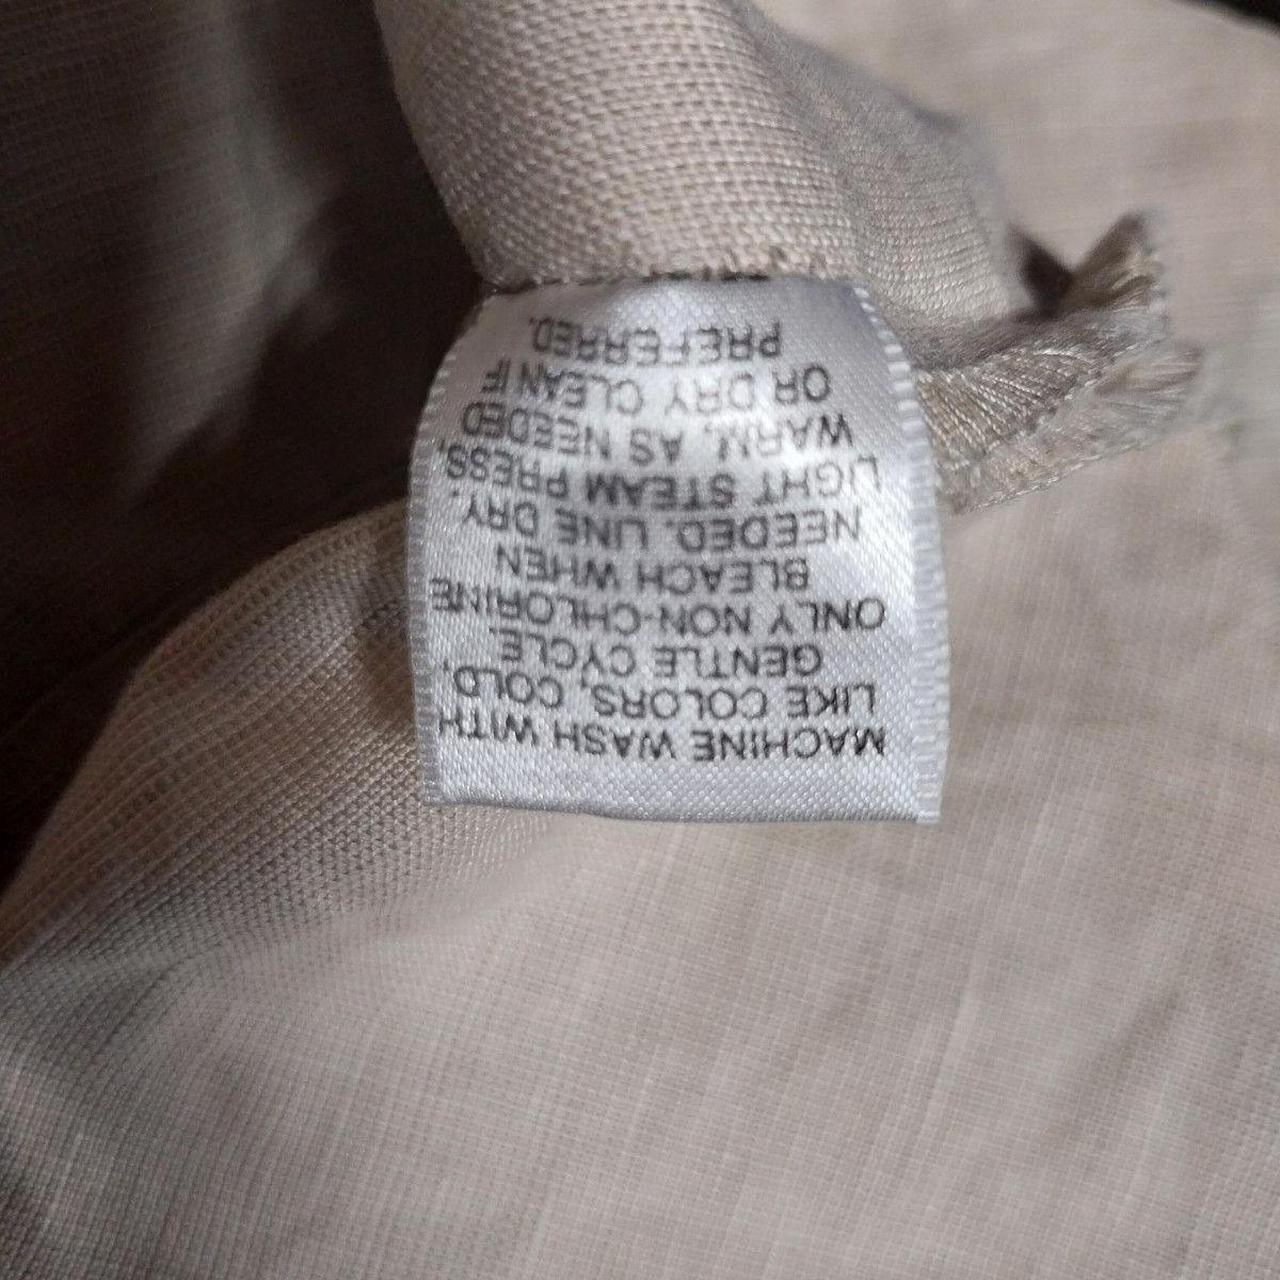 MACHINE WASH WITH
LIKE COLORS, COLD,
GENTLE CYCLE,
ONLY NON-CHLORINE
BLEACH WHEN
NEEDED. LINE DRY.
LIGHT STEAM PRESS,
WARM, AS NEEDED
OR DRY CLEAN IF
PREFERRED.